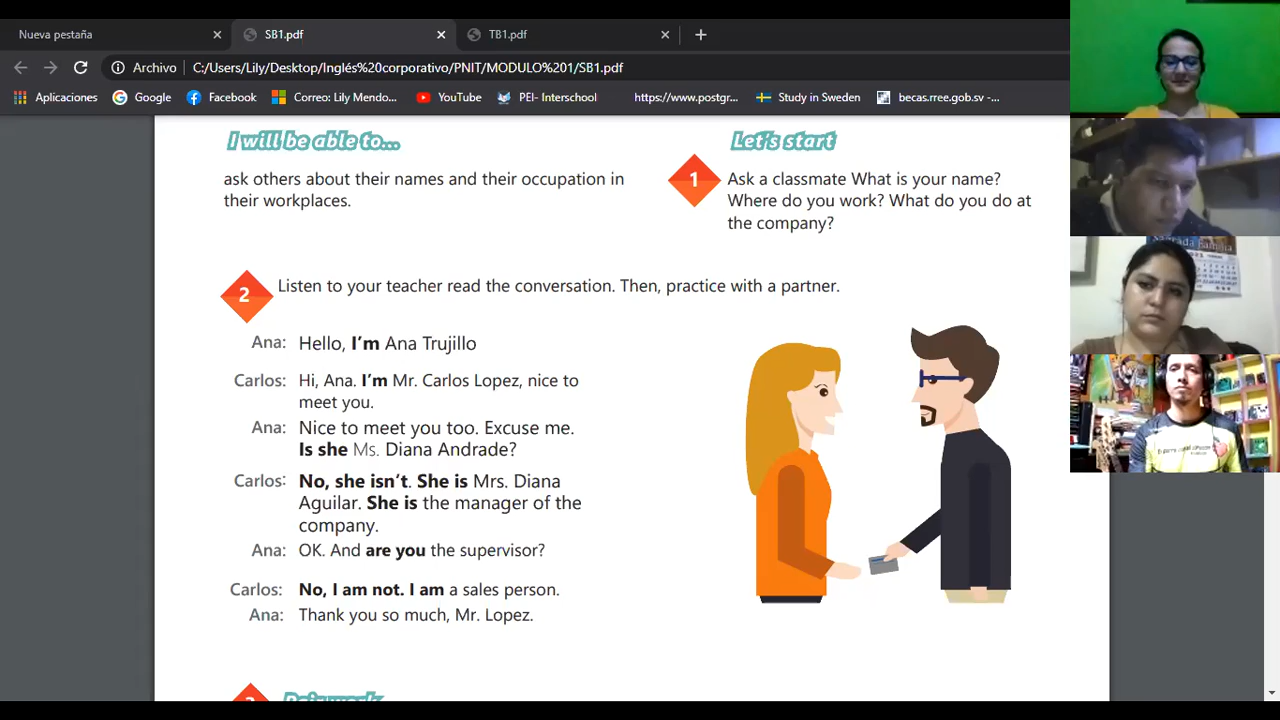 Nueva pestaña
SB1.pdf
TB1.pdf
Archivo
C:/Users/Lily/Desktop/Inglés%20corporativo/PNIT/MODULO%201/SB1.pdf
Aplicaciones
Google
Facebook
Correo: Lily Mendo...
YouTube
PEI- Interschool
https://www.postgr...
Study in Sweden
becas.rree.gob.sv -...
I will be able to...
ask others about their names and their occupation in
their workplaces.
Let's start
1
Ask a classmate What is your name?
Where do you work? What do you do at
the company?
2
Listen to your teacher read the conversation. Then, practice with a partner.
Ana: Hello, I'm Ana Trujillo
Carlos: Hi, Ana. I'm Mr. Carlos Lopez, nice to
meet you.
Ana: Nice to meet you too. Excuse me.
Is she Ms. Diana Andrade?
Carlos: No, she isn't. She is Mrs. Diana
Aguilar. She is the manager of the
company.
Ana: OK. And are you the supervisor?
Carlos: No, I am not. I am a sales person.
Ana: Thank you so much, Mr. Lopez.
3
Pair work
Sagrada Familia